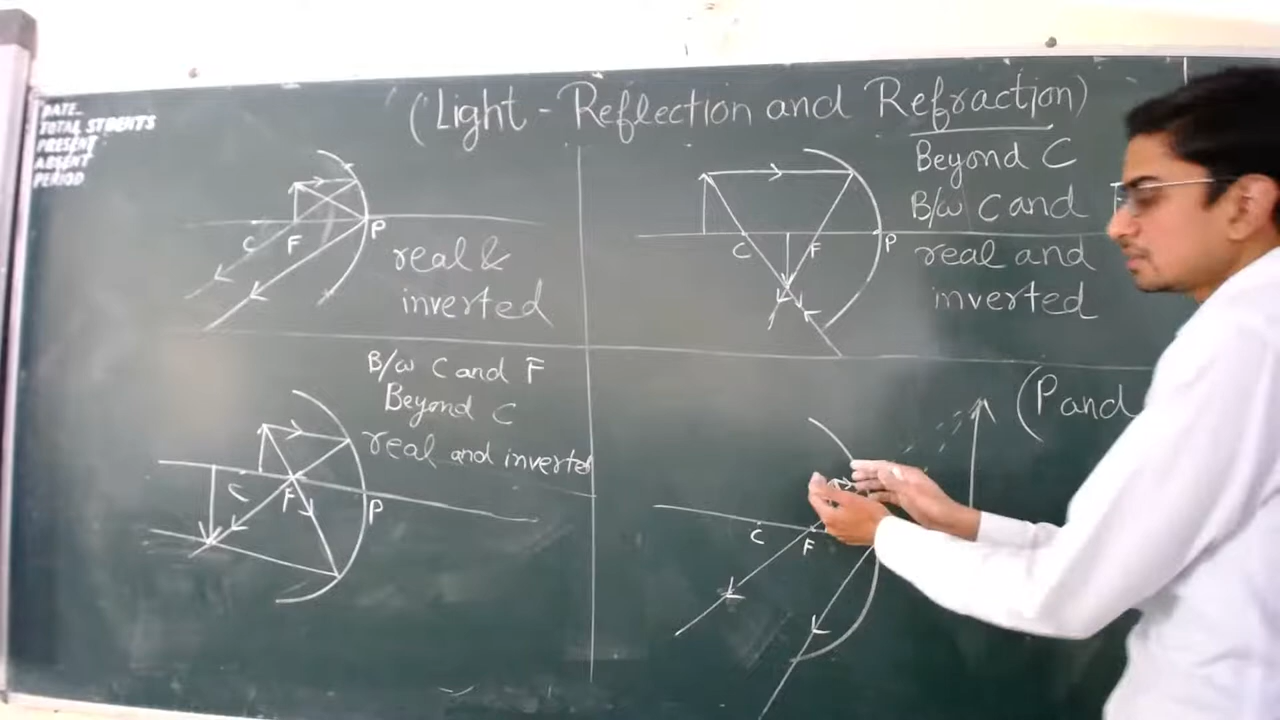 DATE
TOTAL STUDENTS
PRESENT
ABSENT
PERIOD
(Light - Reflection and Refraction)
C
F
P
real &
inverted
C
F
P
Beyond C
B/w C and
real and
inverted
B/w C and F
Beyond C
real and inverted
C
F
P
(P and
C
F